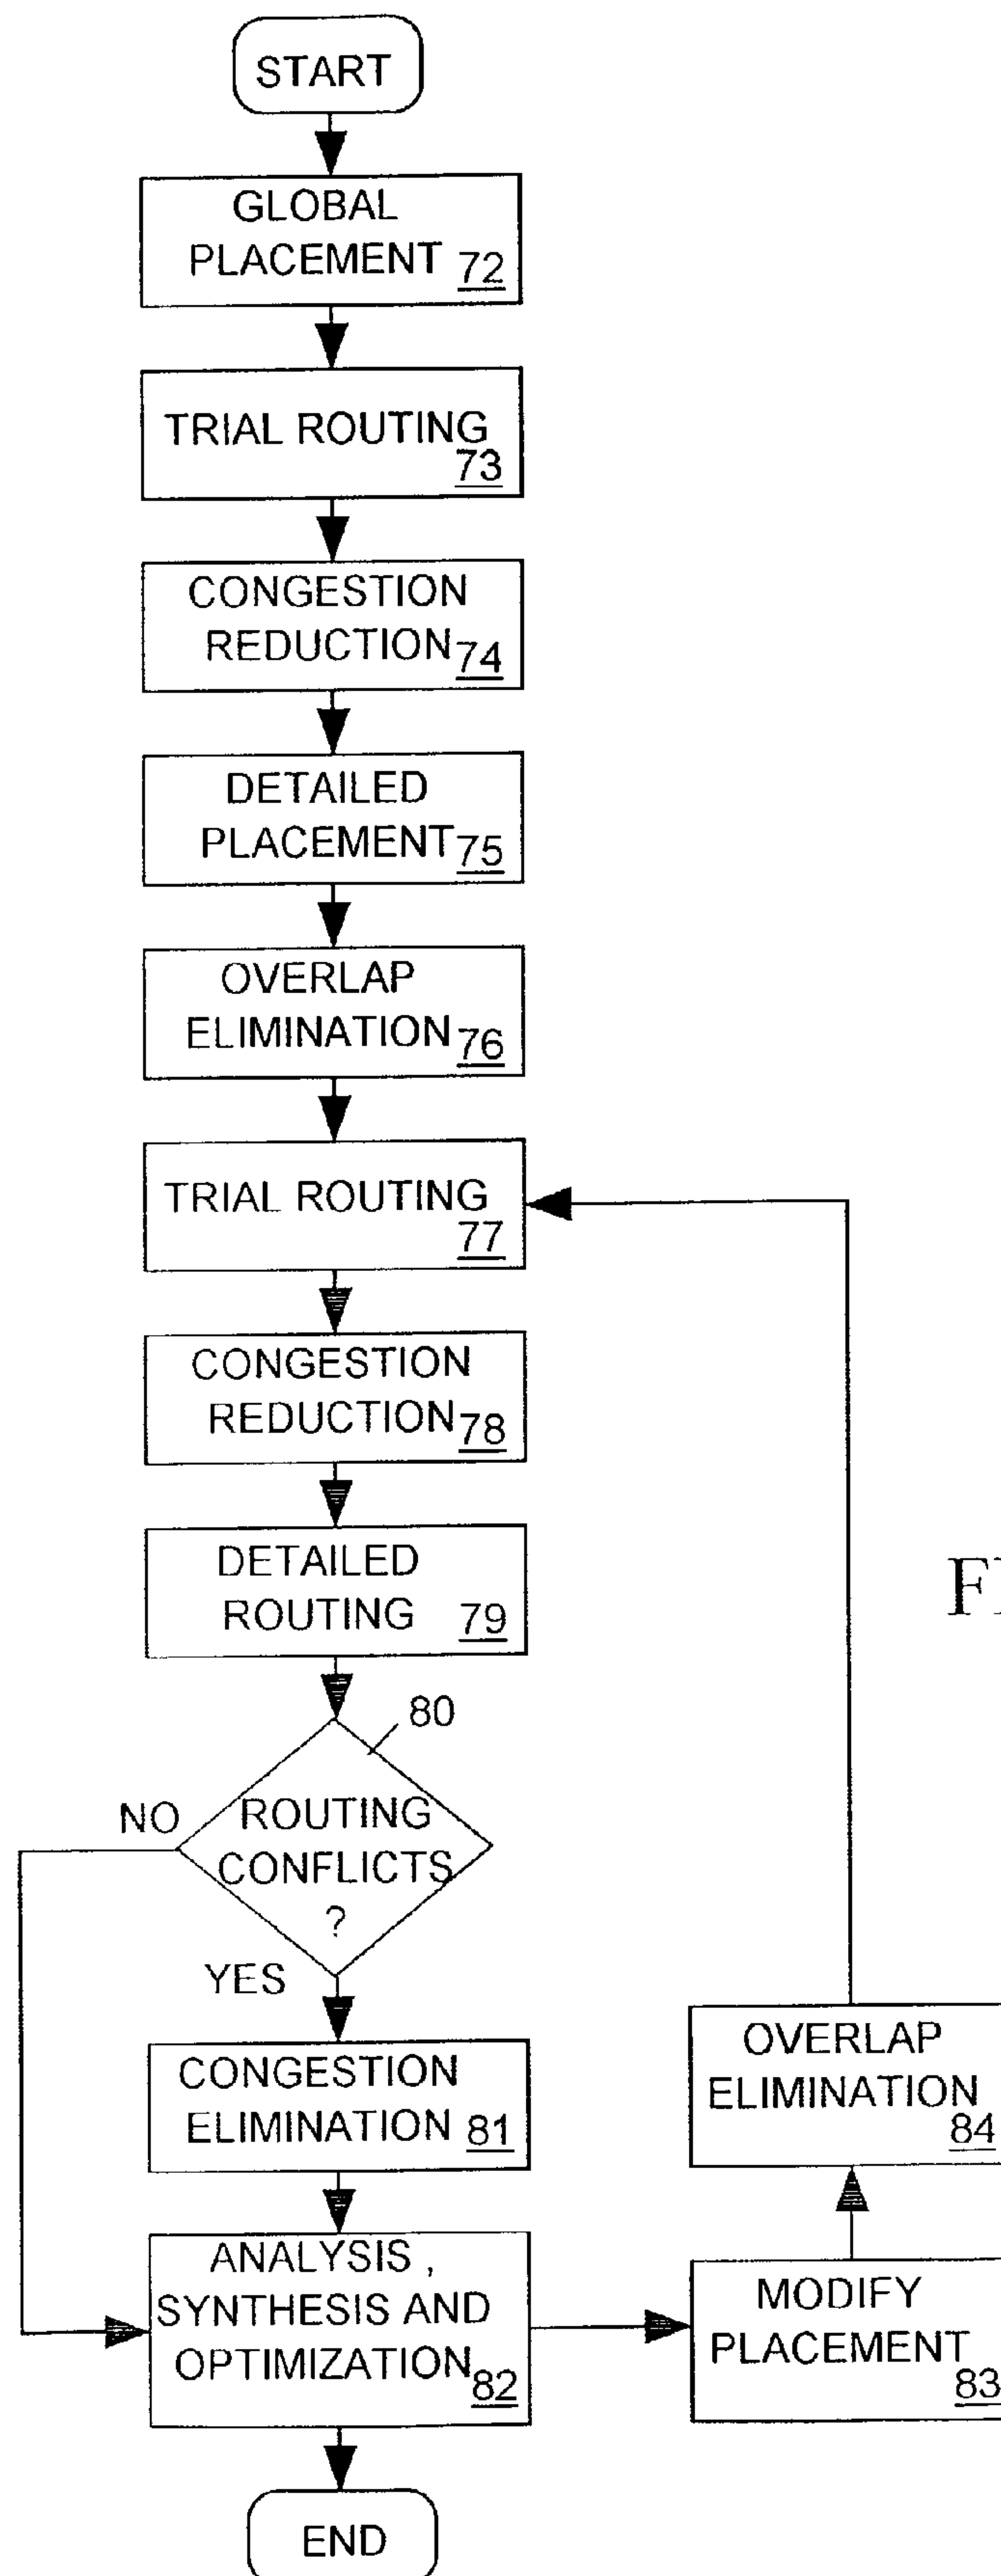 START
GLOBAL
PLACEMENT 72
TRIAL ROUTING
73
CONGESTION
REDUCTION 74
DETAILED
PLACEMENT 75
OVERLAP
ELIMINATION 76
TRIAL ROUTING
77
CONGESTION
REDUCTION 78
DETAILED
ROUTING 79
80
NO
ROUTING
CONFLICTS
?
YES
CONGESTION
ELIMINATION 81
ANALYSIS ,
SYNTHESIS AND
OPTIMIZATION 82
OVERLAP
ELIMINATION
84
MODIFY
PLACEMENT
83
END